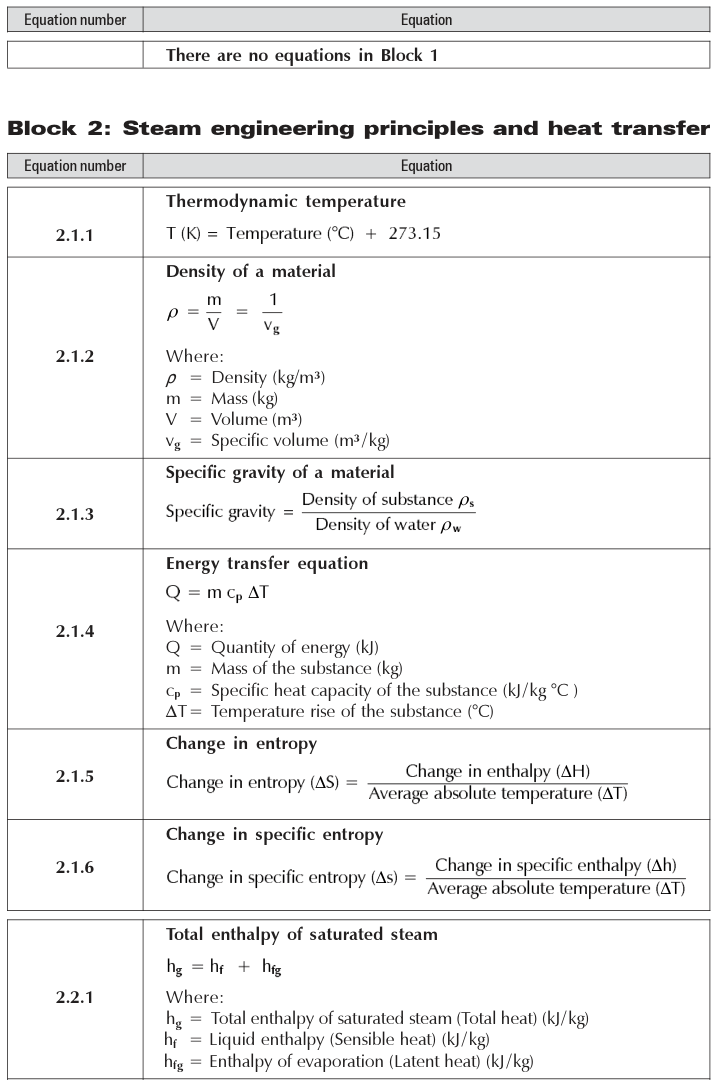 Equation number Equation
There are no equations in Block 1
Block 2: Steam engineering principles and heat transfer
Equation number Equation
Thermodynamic temperature
2.1.1 T (K) = Temperature (°C) + 273.15
Density of a material
ρ = m/V = 1/vg
2.1.2
Where:
ρ = Density (kg/m³)
m = Mass (kg)
V = Volume (m³)
vg = Specific volume (m³/kg)
Specific gravity of a material
2.1.3 Specific gravity = Density of substance ρs / Density of water ρw
Energy transfer equation
Q = m cp ΔT
2.1.4
Where:
Q = Quantity of energy (kJ)
m = Mass of the substance (kg)
cp = Specific heat capacity of the substance (kJ/kg °C )
ΔT = Temperature rise of the substance (°C)
Change in entropy
2.1.5 Change in entropy (ΔS) = Change in enthalpy (ΔH) / Average absolute temperature (ΔT)
Change in specific entropy
2.1.6 Change in specific entropy (Δs) = Change in specific enthalpy (Δh) / Average absolute temperature (ΔT)
Total enthalpy of saturated steam
hg = hf + hfg
2.2.1 Where:
hg = Total enthalpy of saturated steam (Total heat) (kJ/kg)
hf = Liquid enthalpy (Sensible heat) (kJ/kg)
hfg = Enthalpy of evaporation (Latent heat) (kJ/kg)